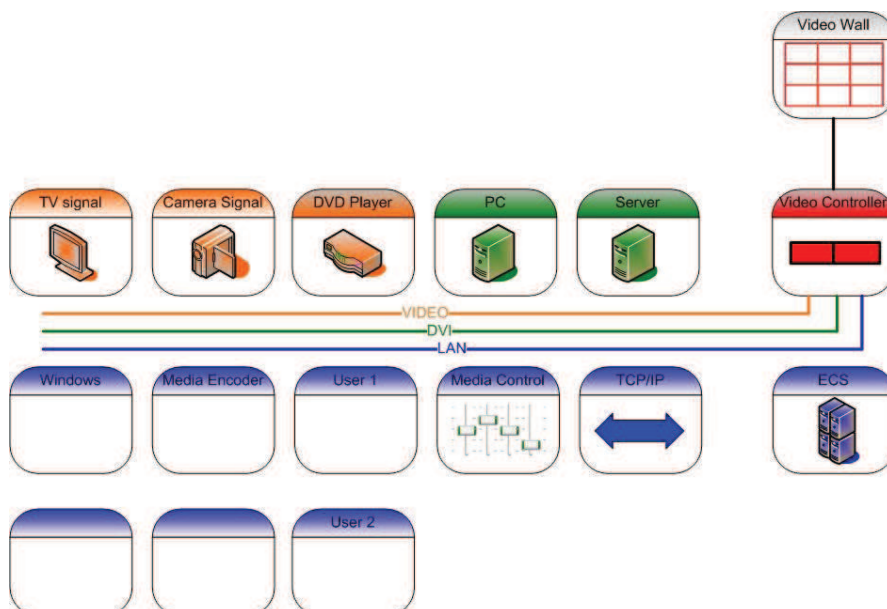 Video Wall
TV signal
Camera Signal
DVD Player
PC
Server
Video Controller
VIDEO
DVI
LAN
Windows
Media Encoder
User 1
Media Control
TCP/IP
ECS
User 2